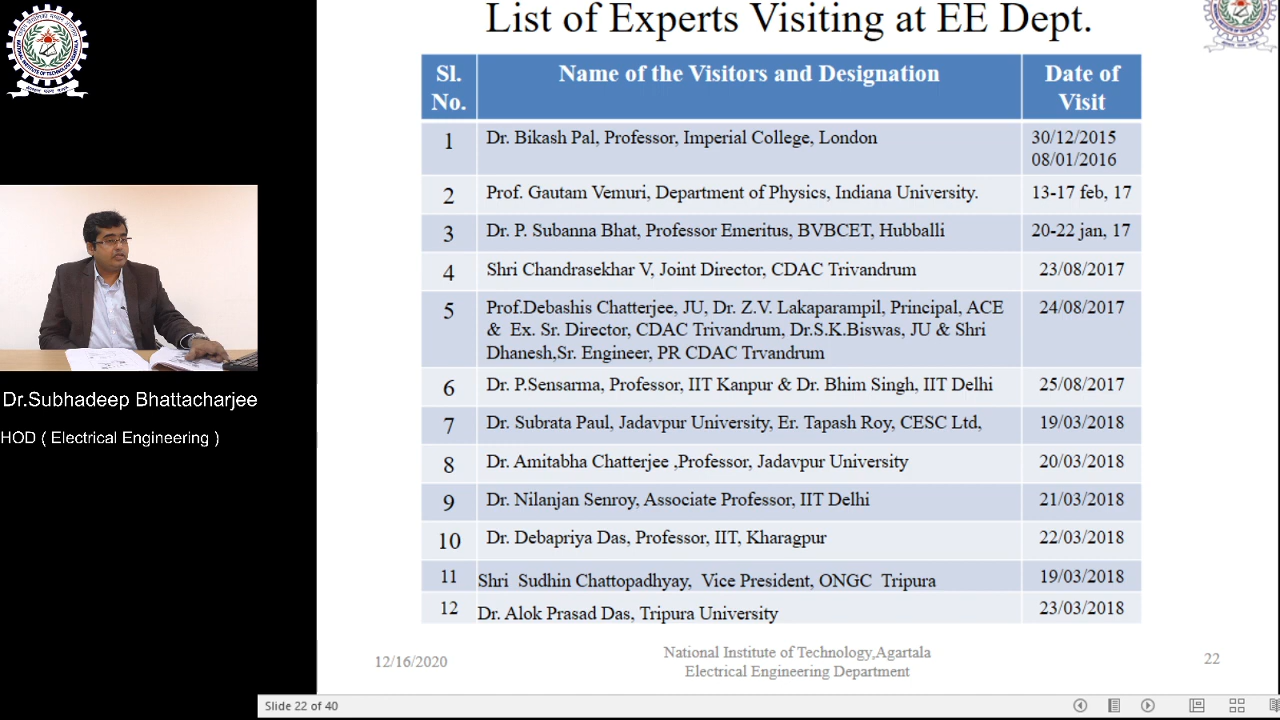 List of Experts Visiting at EE Dept.
Sl. No. Name of the Visitors and Designation Date of Visit
1 Dr. Bikash Pal, Professor, Imperial College, London 30/12/2015
08/01/2016
2 Prof. Gautam Vemuri, Department of Physics, Indiana University. 13-17 feb, 17
3 Dr. P. Subanna Bhat, Professor Emeritus, BVBCET, Hubballi 20-22 jan, 17
4 Shri Chandrasekhar V, Joint Director, CDAC Trivandrum 23/08/2017
5 Prof.Debashis Chatterjee, JU, Dr. Z.V. Lakaparampil, Principal, ACE 24/08/2017
& Ex. Sr. Director, CDAC Trivandrum, Dr.S.K.Biswas, JU & Shri
Dhanesh,Sr. Engineer, PR CDAC Trvandrum
6 Dr. P.Sensarma, Professor, IIT Kanpur & Dr. Bhim Singh, IIT Delhi 25/08/2017
7 Dr. Subrata Paul, Jadavpur University, Er. Tapash Roy, CESC Ltd, 19/03/2018
8 Dr. Amitabha Chatterjee ,Professor, Jadavpur University 20/03/2018
9 Dr. Nilanjan Senroy, Associate Professor, IIT Delhi 21/03/2018
10 Dr. Debapriya Das, Professor, IIT, Kharagpur 22/03/2018
11 Shri Sudhin Chattopadhyay, Vice President, ONGC Tripura 19/03/2018
12 Dr. Alok Prasad Das, Tripura University 23/03/2018
Dr.Subhadeep Bhattacharjee
HOD ( Electrical Engineering )
12/16/2020
National Institute of Technology,Agartala
Electrical Engineering Department
22
Slide 22 of 40